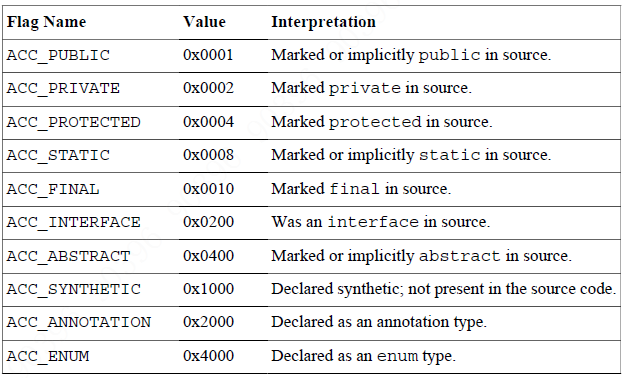 Flag Name Value Interpretation
ACC_PUBLIC 0x0001 Marked or implicitly public in source.
ACC_PRIVATE 0x0002 Marked private in source.
ACC_PROTECTED 0x0004 Marked protected in source.
ACC_STATIC 0x0008 Marked or implicitly static in source.
ACC_FINAL 0x0010 Marked final in source.
ACC_INTERFACE 0x0200 Was an interface in source.
ACC_ABSTRACT 0x0400 Marked or implicitly abstract in source.
ACC_SYNTHETIC 0x1000 Declared synthetic; not present in the source code.
ACC_ANNOTATION 0x2000 Declared as an annotation type.
ACC_ENUM 0x4000 Declared as an enum type.